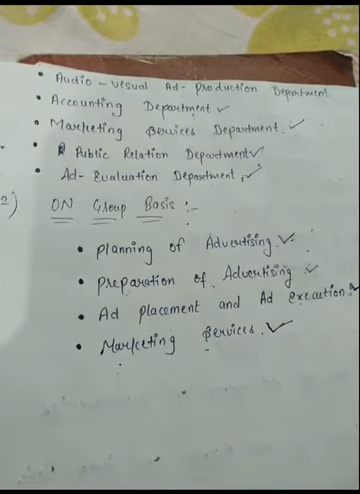 • Audio-visual Ad-production Department
• Accounting Department ✓
• Marketing Services Department. ✓
• Public Relation Department ✓
• Ad-Evaluation Department. ✓
2) ON Group Basis :-
• planning of Advertising. ✓
• preparation of Advertising ✓
• Ad placement and Ad execution. ✓
• Marketing Services. ✓